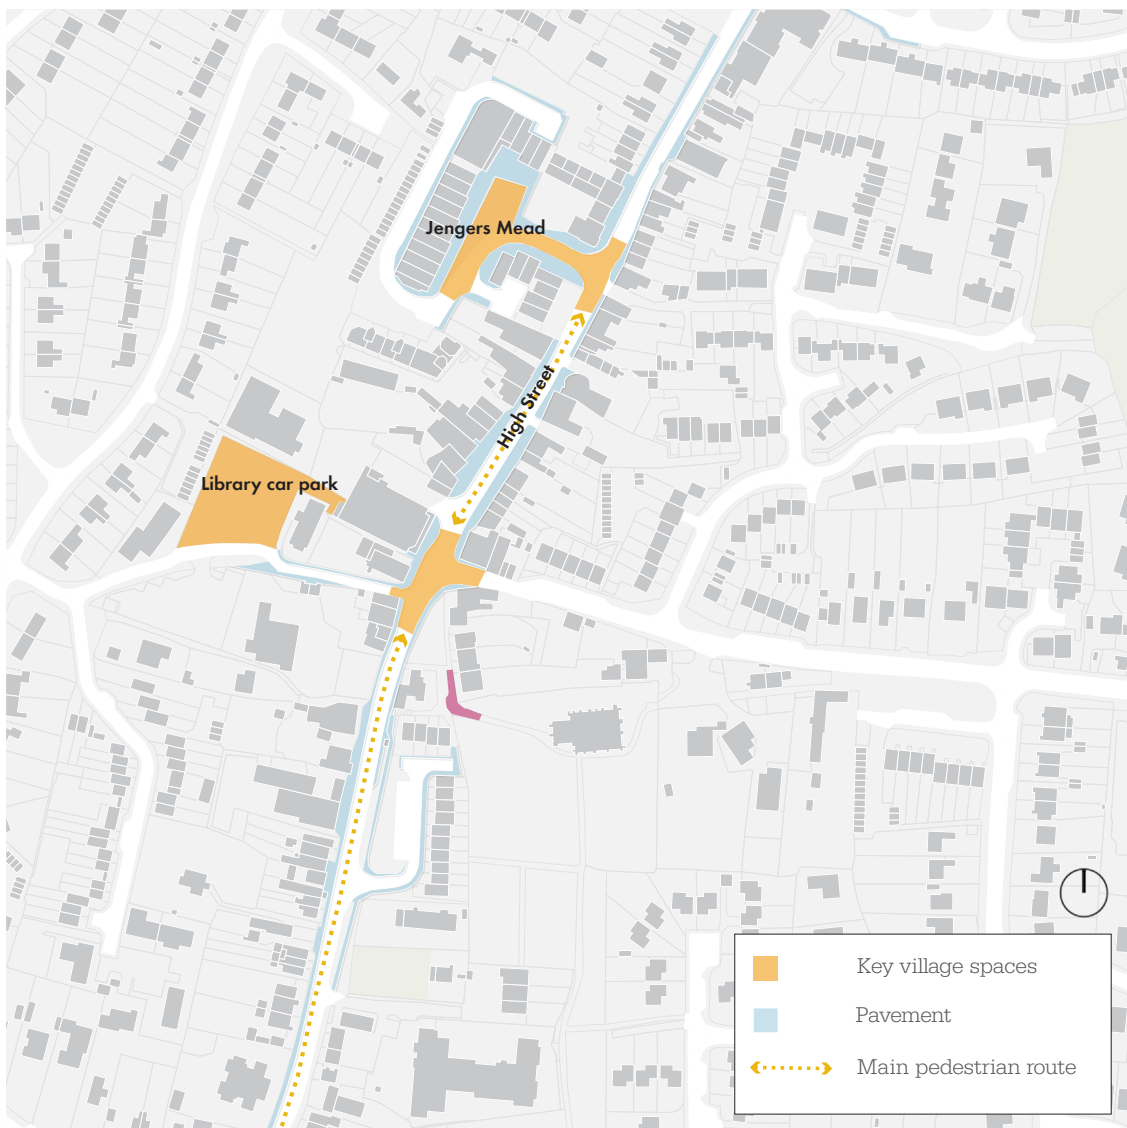 Jengers Mead
High Street
Library car park
Key village spaces
Pavement
Main pedestrian route